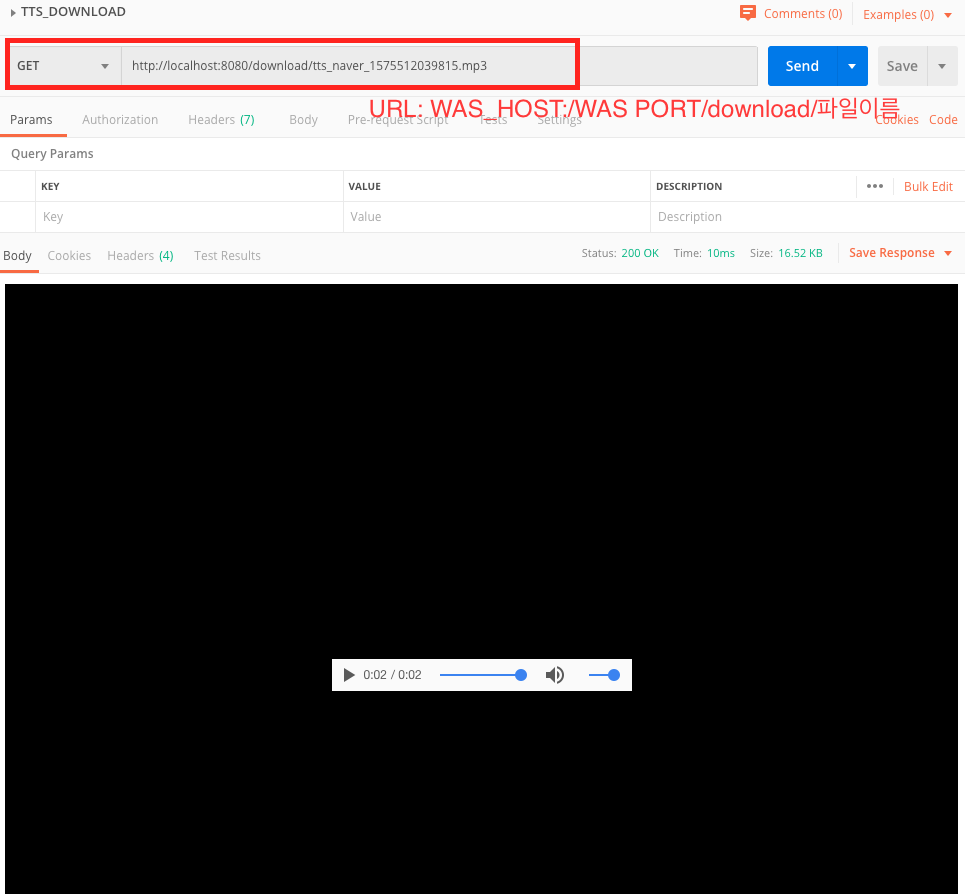 TTS_DOWNLOAD
Comments (0) Examples (0)
GET http://localhost:8080/download/tts_naver_1575512039815.mp3 Send Save
URL: WAS_HOST:/WAS PORT/download/파일이름
Params Authorization Headers (7) Body Pre-request Script Tests Settings Cookies Code
Query Params
KEY VALUE DESCRIPTION ••• Bulk Edit
Key Value Description
Body Cookies Headers (4) Test Results Status: 200 OK Time: 10ms Size: 16.52 KB Save Response
0:02 / 0:02